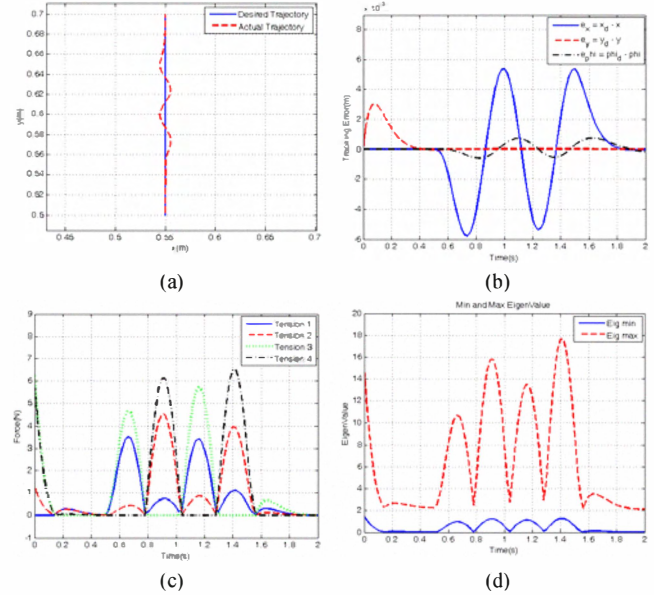 Desired Trajectory
Actual Trajectory
0.7
0.68
0.66
0.64
0.62
0.6
0.58
0.56
0.54
0.52
0.5
y(m)
0.45 0.5 0.55 0.6 0.65 0.7
x(m)
(a)
× 10⁻³
e_x = x_d - x
e_y = y_d - y
e_phi = phi_d - phi
6
4
2
0
-2
-4
-6
Tracking Error(m)
0 0.2 0.4 0.6 0.8 1 1.2 1.4 1.6 1.8 2
Time(s)
(b)
Tension 1
Tension 2
Tension 3
Tension 4
9
8
7
6
5
4
3
2
1
0
-1
Force(N)
0 0.2 0.4 0.6 0.8 1 1.2 1.4 1.6 1.8 2
Time(s)
(c)
Min and Max EigenValue
Eig min
Eig max
20
18
16
14
12
10
8
6
4
2
0
EigenValue
0 0.2 0.4 0.6 0.8 1 1.2 1.4 1.6 1.8 2
Time(s)
(d)